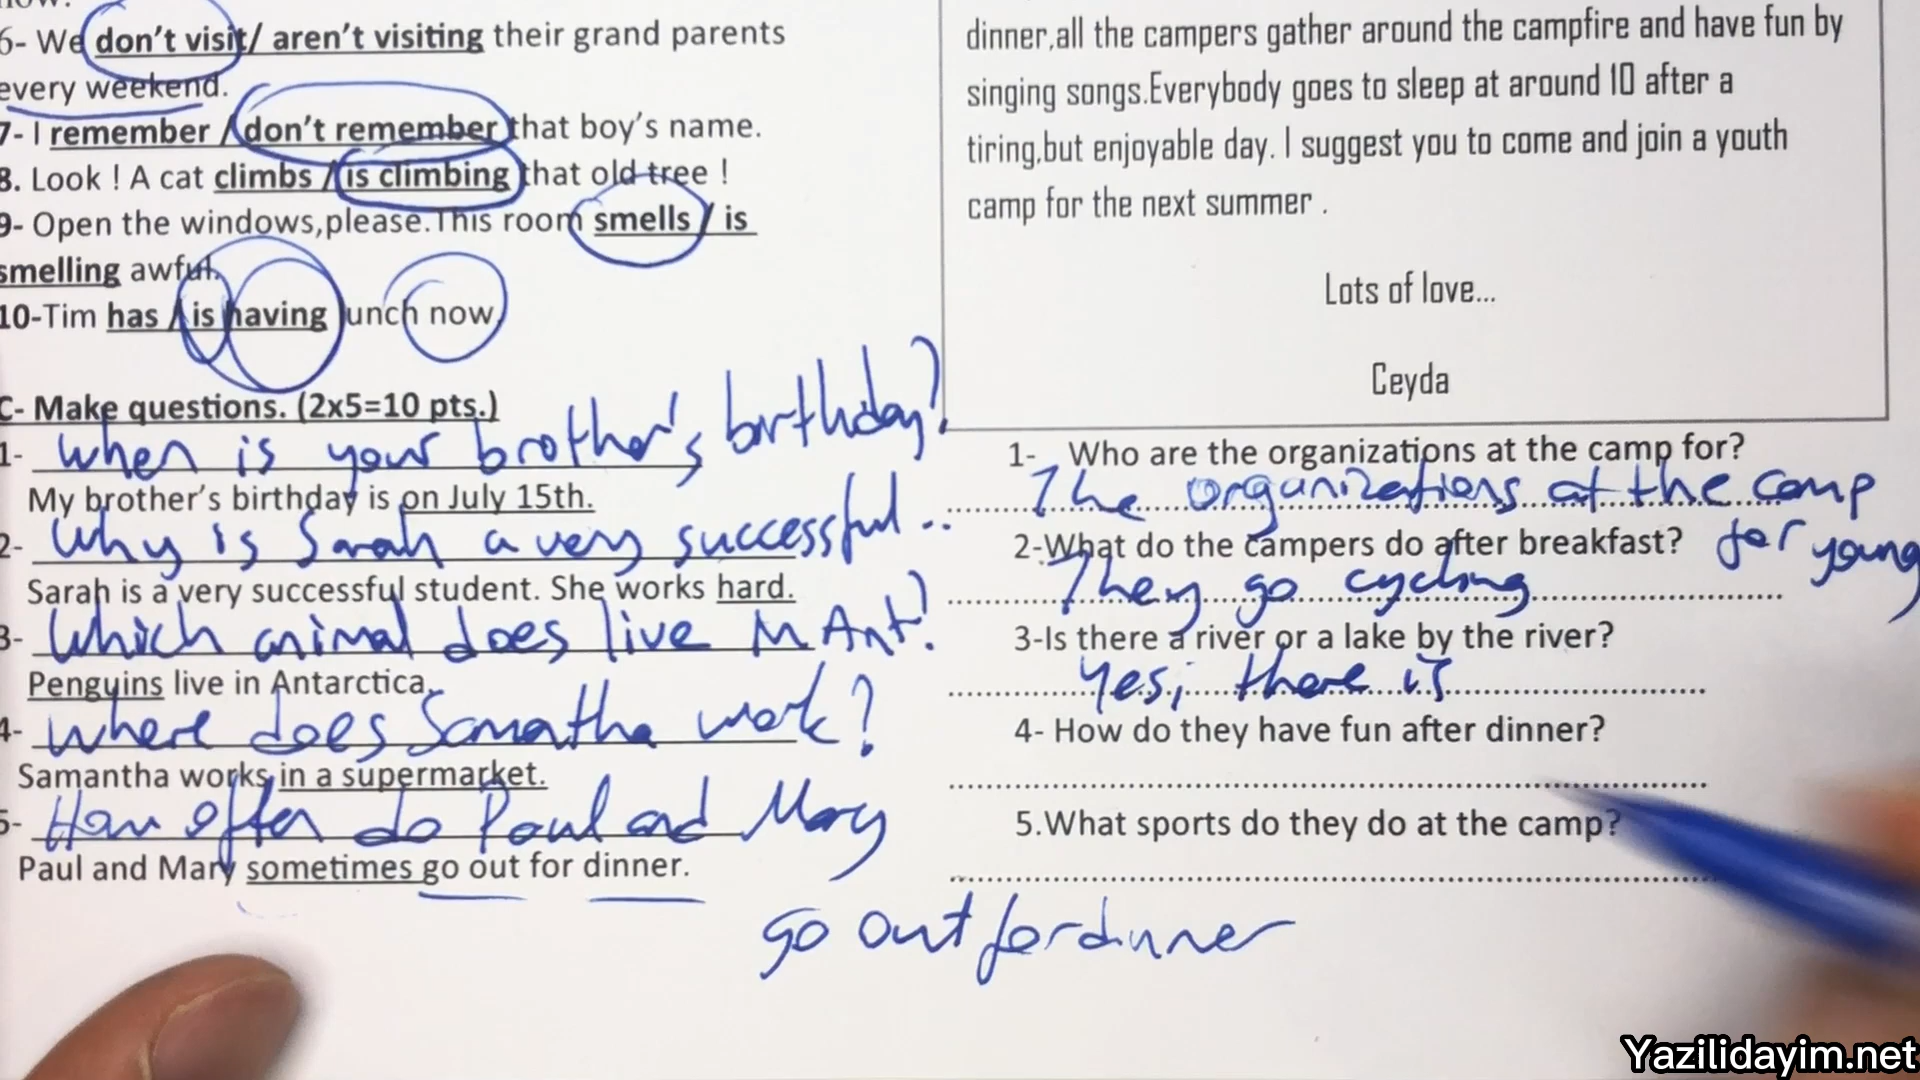 6- We don't visit/ aren't visiting their grand parents
every weekend.
7- I remember / don't remember that boy's name.
8. Look ! A cat climbs / is climbing that old tree !
9- Open the windows,please.This room smells / is
smelling awful.
10-Tim has / is having lunch now.
C- Make questions. (2x5=10 pts.)
1- When is your brother's birthday?
My brother's birthday is on July 15th.
2- Why is Sarah a very successful ..
Sarah is a very successful student. She works hard.
3- Which animal does live in Ant?
Penguins live in Antarctica.
4- Where does Samatha work?
Samantha works in a supermarket.
5- How often do Paul and Mary
Paul and Mary sometimes go out for dinner.
go out for dinner
dinner,all the campers gather around the campfire and have fun by
singing songs.Everybody goes to sleep at around 10 after a
tiring,but enjoyable day. I suggest you to come and join a youth
camp for the next summer .
Lots of love...
Ceyda
1- Who are the organizations at the camp for?
The organizations at the camp
for young
2-What do the campers do after breakfast?
They go cycling
3-Is there a river or a lake by the river?
Yes, there is
4- How do they have fun after dinner?
5.What sports do they do at the camp?
Yazilidayim.net